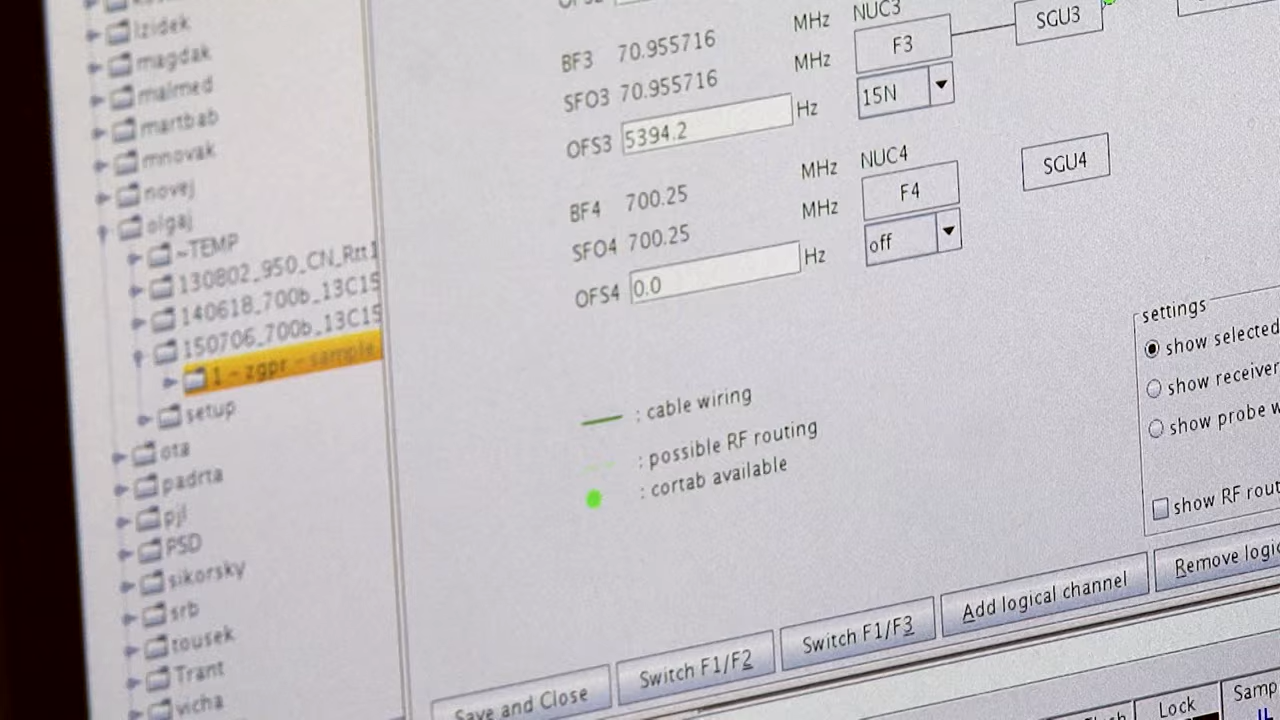 lzidek
magdak
malmed
martbab
mnovak
novej
olgaj
~TEMP
130802_950_CN_Rtt1
140618_700b_13C15
150706_700b_13C15
1 - zgpr - sample
setup
ota
padrta
pjl
PSD
sikorsky
srb
tousek
Trant
vicha
MHz NUC3
BF3 70.955716 MHz F3 SGU3
SFO3 70.955716
OFS3 5394.2 Hz 15N
MHz NUC4
BF4 700.25 MHz F4 SGU4
SFO4 700.25
OFS4 0.0 Hz off
: cable wiring
: possible RF routing
: cortab available
settings
show selected
show receiver
show probe w
show RF rout
Save and Close
Switch F1/F2
Switch F1/F3
Add logical channel
Remove logic
Lock
Samp